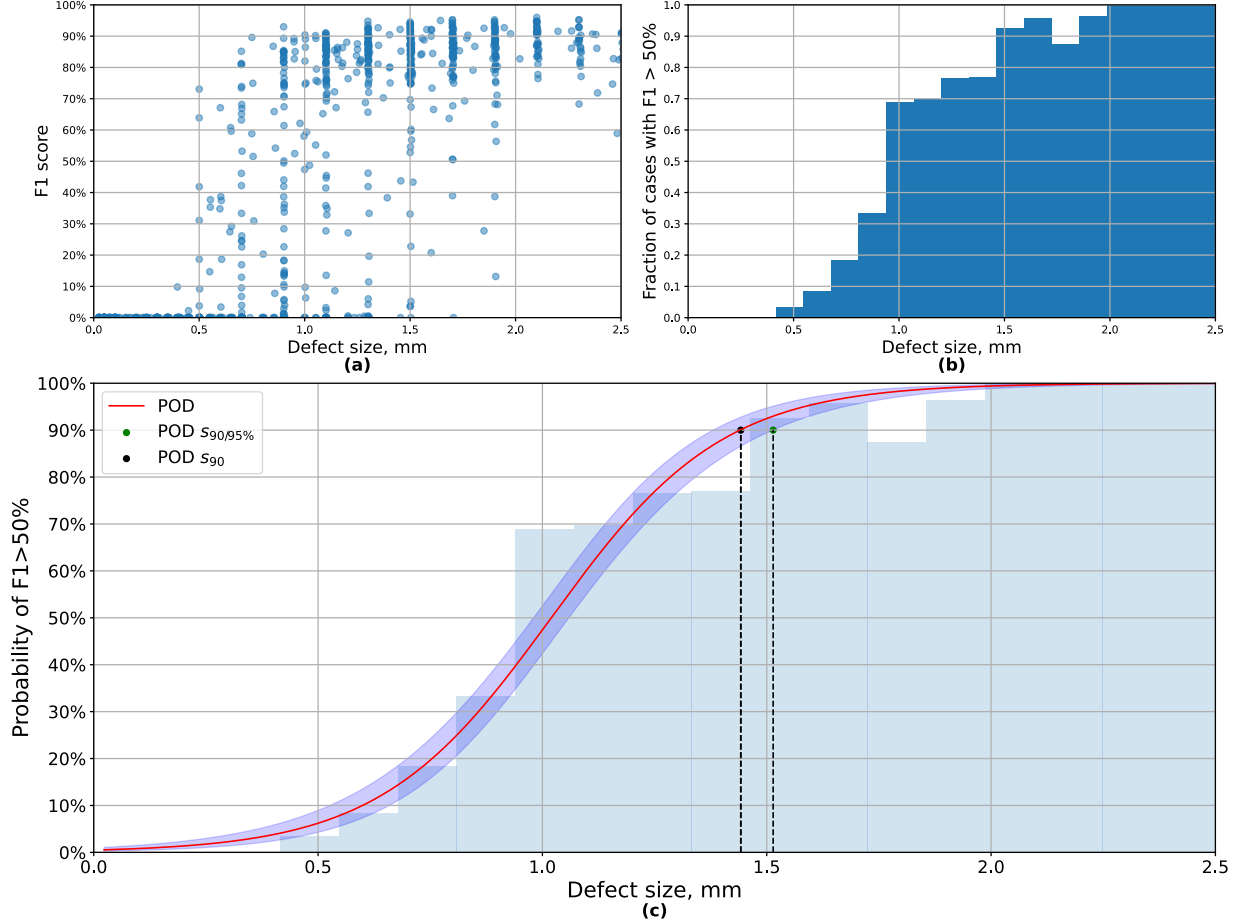 100%
90%
80%
70%
60%
50%
40%
30%
20%
10%
0%
F1 score
0.0 0.5 1.0 1.5 2.0 2.5
Defect size, mm
(a)
1.0
0.9
0.8
0.7
0.6
0.5
0.4
0.3
0.2
0.1
0.0
Fraction of cases with F1 > 50%
0.0 0.5 1.0 1.5 2.0 2.5
Defect size, mm
(b)
100%
90%
80%
70%
60%
50%
40%
30%
20%
10%
0%
Probability of F1>50%
POD
POD s90/95%
POD s90
0.0 0.5 1.0 1.5 2.0 2.5
Defect size, mm
(c)